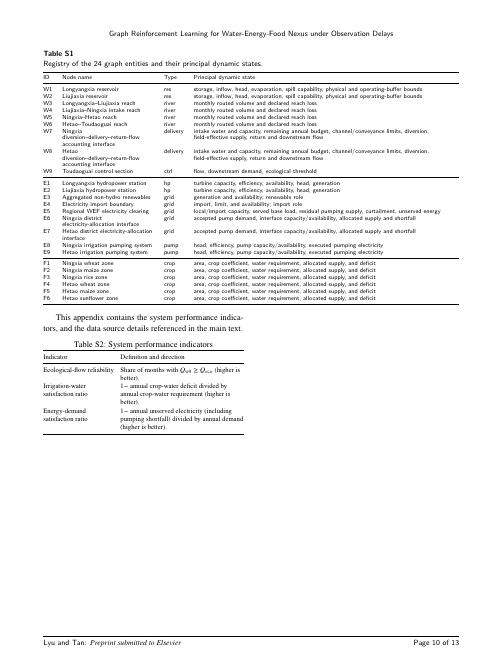 Graph Reinforcement Learning for Water-Energy-Food Nexus under Observation Delays
Table S1
Registry of the 24 graph entities and their principal dynamic states.
ID Node name Type Principal dynamic state
W1 Longyangxia reservoir res storage, inflow, head, evaporation, spill capability, physical and operating-buffer bounds
W2 Liujiaxia reservoir res storage, inflow, head, evaporation, spill capability, physical and operating-buffer bounds
W3 Longyangxia–Liujiaxia reach river monthly routed volume and declared reach loss
W4 Liujiaxia–Ningxia intake reach river monthly routed volume and declared reach loss
W5 Ningxia–Hetao reach river monthly routed volume and declared reach loss
W6 Hetao–Toudaoguai reach river monthly routed volume and declared reach loss
W7 Ningxia delivery intake water and capacity, remaining annual budget, channel/conveyance limits, diversion,
diversion–delivery–return-flow field-effective supply, return and downstream flow
accounting interface
W8 Hetao delivery intake water and capacity, remaining annual budget, channel/conveyance limits, diversion,
diversion–delivery–return-flow field-effective supply, return and downstream flow
accounting interface
W9 Toudaoguai control section ctrl flow, downstream demand, ecological threshold
E1 Longyangxia hydropower station hp turbine capacity, efficiency, availability, head, generation
E2 Liujiaxia hydropower station hp turbine capacity, efficiency, availability, head, generation
E3 Aggregated non-hydro renewables grid generation and availability; renewable role
E4 Electricity import boundary grid import, limit, and availability; import role
E5 Regional WEF electricity clearing grid local/import capacity, served base load, residual pumping supply, curtailment, unserved energy
E6 Ningxia district grid accepted pump demand, interface capacity/availability, allocated supply and shortfall
electricity-allocation interface
E7 Hetao district electricity-allocation grid accepted pump demand, interface capacity/availability, allocated supply and shortfall
interface
E8 Ningxia irrigation pumping system pump head, efficiency, pump capacity/availability, executed pumping electricity
E9 Hetao irrigation pumping system pump head, efficiency, pump capacity/availability, executed pumping electricity
F1 Ningxia wheat zone crop area, crop coefficient, water requirement, allocated supply, and deficit
F2 Ningxia maize zone crop area, crop coefficient, water requirement, allocated supply, and deficit
F3 Ningxia rice zone crop area, crop coefficient, water requirement, allocated supply, and deficit
F4 Hetao wheat zone crop area, crop coefficient, water requirement, allocated supply, and deficit
F5 Hetao maize zone crop area, crop coefficient, water requirement, allocated supply, and deficit
F6 Hetao sunflower zone crop area, crop coefficient, water requirement, allocated supply, and deficit
This appendix contains the system performance indica-
tors, and the data source details referenced in the main text.
Table S2: System performance indicators
Indicator Definition and direction
Ecological-flow reliability Share of months with Q_off ≥ Q_eco (higher is
better).
Irrigation-water 1− annual crop-water deficit divided by
satisfaction ratio annual crop-water requirement (higher is
better).
Energy-demand 1− annual unserved electricity (including
satisfaction ratio pumping shortfall) divided by annual demand
(higher is better).
Lyu and Tan: Preprint submitted to Elsevier Page 10 of 13